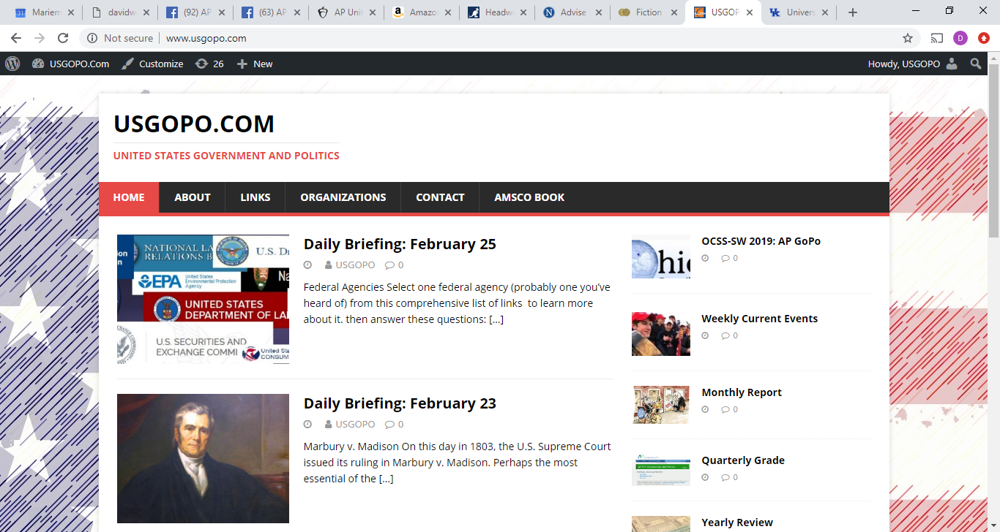 Mariem
davidw
(92) AP
(63) AP
AP Unit
Amazo
Headw
Advise
Fiction
USGOP
Univers
Not secure
www.usgopo.com
D
USGOPO.Com
Customize
26
New
Howdy, USGOPO
USGOPO.COM
UNITED STATES GOVERNMENT AND POLITICS
HOME
ABOUT
LINKS
ORGANIZATIONS
CONTACT
AMSCO BOOK
NATIONAL LA
RELATIONS B
U.S. D
EPA United States
Environmental Protection
Agency
Na
UNITED STATES
DEPARTMENT OF LA
U.S. SECURITIES AND
EXCHANGE COMMI
United Sta
CONSUM
Daily Briefing: February 25
USGOPO 0
Federal Agencies Select one federal agency (probably one you’ve
heard of) from this comprehensive list of links to learn more
about it. then answer these questions: [...]
Daily Briefing: February 23
USGOPO 0
Marbury v. Madison On this day in 1803, the U.S. Supreme Court
issued its ruling in Marbury v. Madison. Perhaps the most
essential of the [...]
hic
OCSS-SW 2019: AP GoPo
0
Weekly Current Events
0
Monthly Report
0
Quarterly Grade
0
Yearly Review